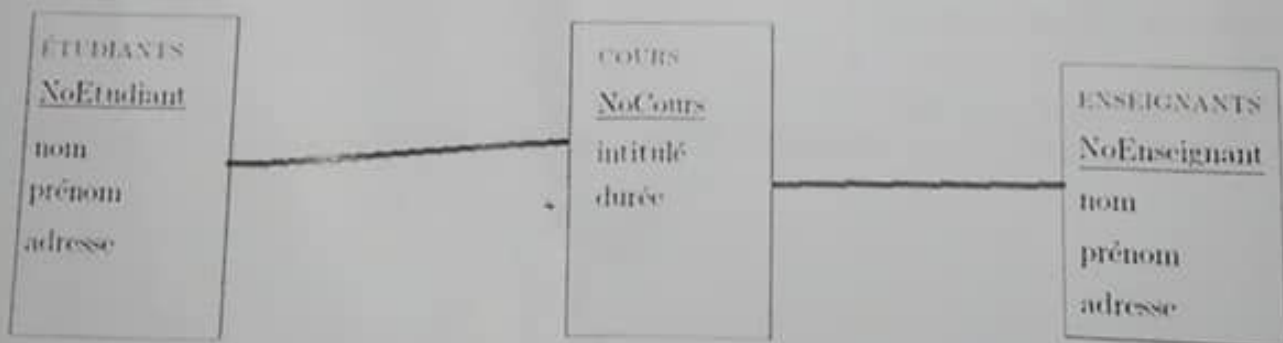 ÉTUDIANTS
NoEtudiant
nom
prénom
adresse
COURS
NoCours
intitulé
durée
ENSEIGNANTS
NoEnseignant
nom
prénom
adresse